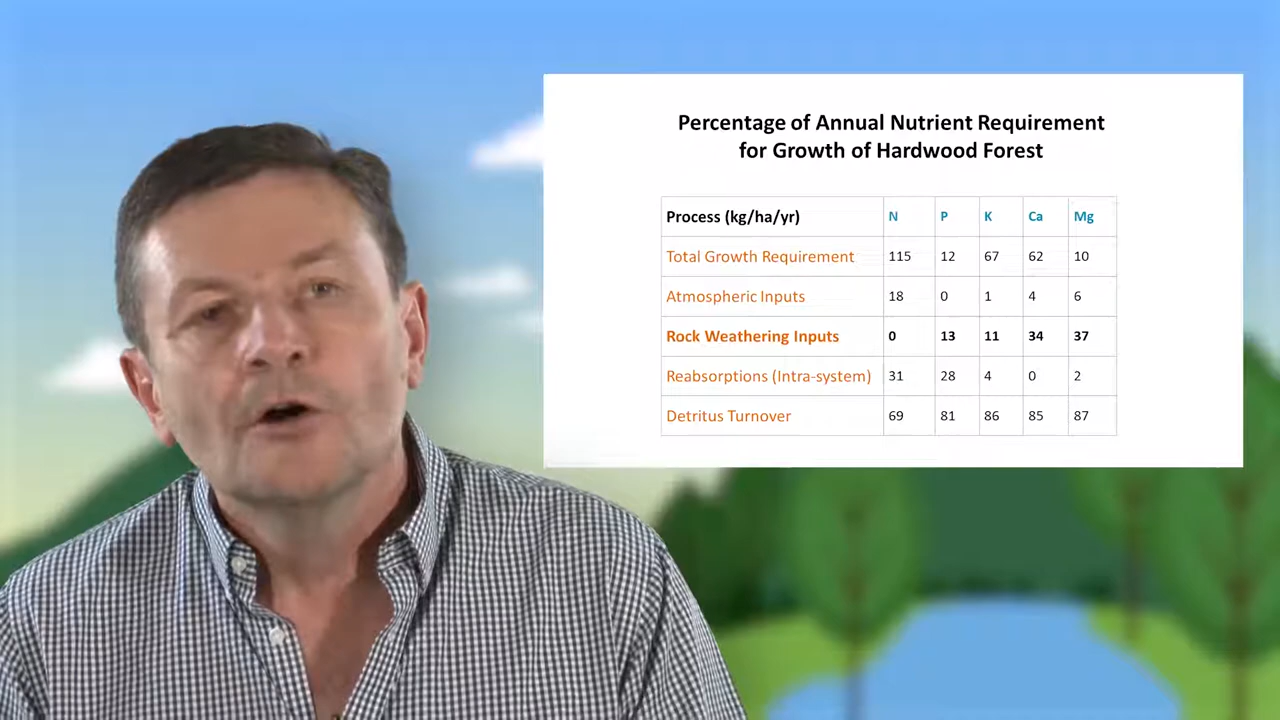 Percentage of Annual Nutrient Requirement
for Growth of Hardwood Forest
Process (kg/ha/yr) N P K Ca Mg
Total Growth Requirement 115 12 67 62 10
Atmospheric Inputs 18 0 1 4 6
Rock Weathering Inputs 0 13 11 34 37
Reabsorptions (Intra-system) 31 28 4 0 2
Detritus Turnover 69 81 86 85 87